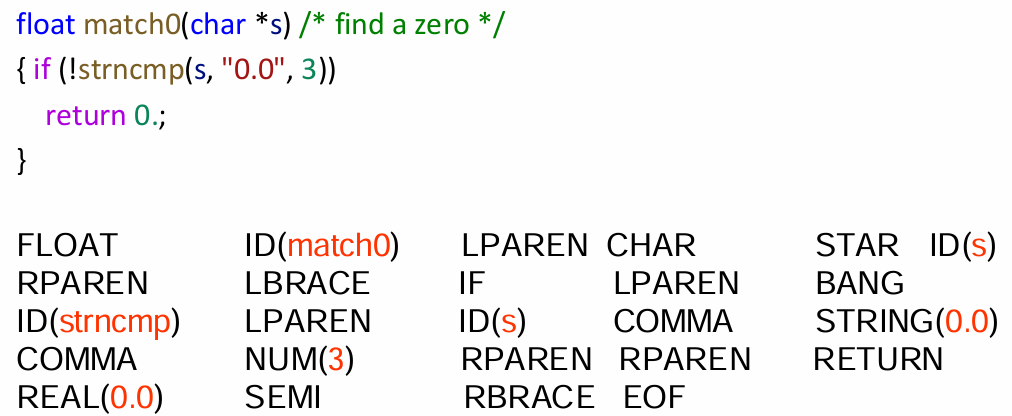 float match0(char *s) /* find a zero */
{ if (!strncmp(s, "0.0", 3))
return 0.;
}
FLOAT ID(match0) LPAREN CHAR STAR ID(s)
RPAREN LBRACE IF LPAREN BANG
ID(strncmp) LPAREN ID(s) COMMA STRING(0.0)
COMMA NUM(3) RPAREN RPAREN RETURN
REAL(0.0) SEMI RBRACE EOF